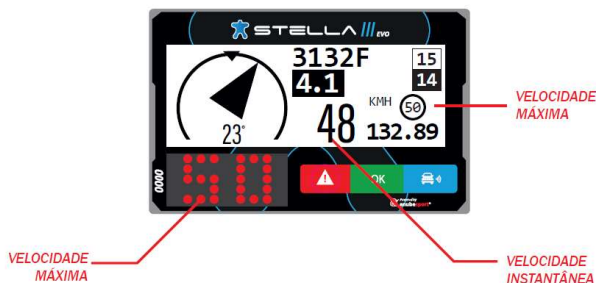 STELLA III EVO
3132F
15
4.1
14
KMH
50
23°
48
132.89
VELOCIDADE
MÁXIMA
50
0000
OK
VELOCIDADE
MÁXIMA
VELOCIDADE
INSTANTÂNEA